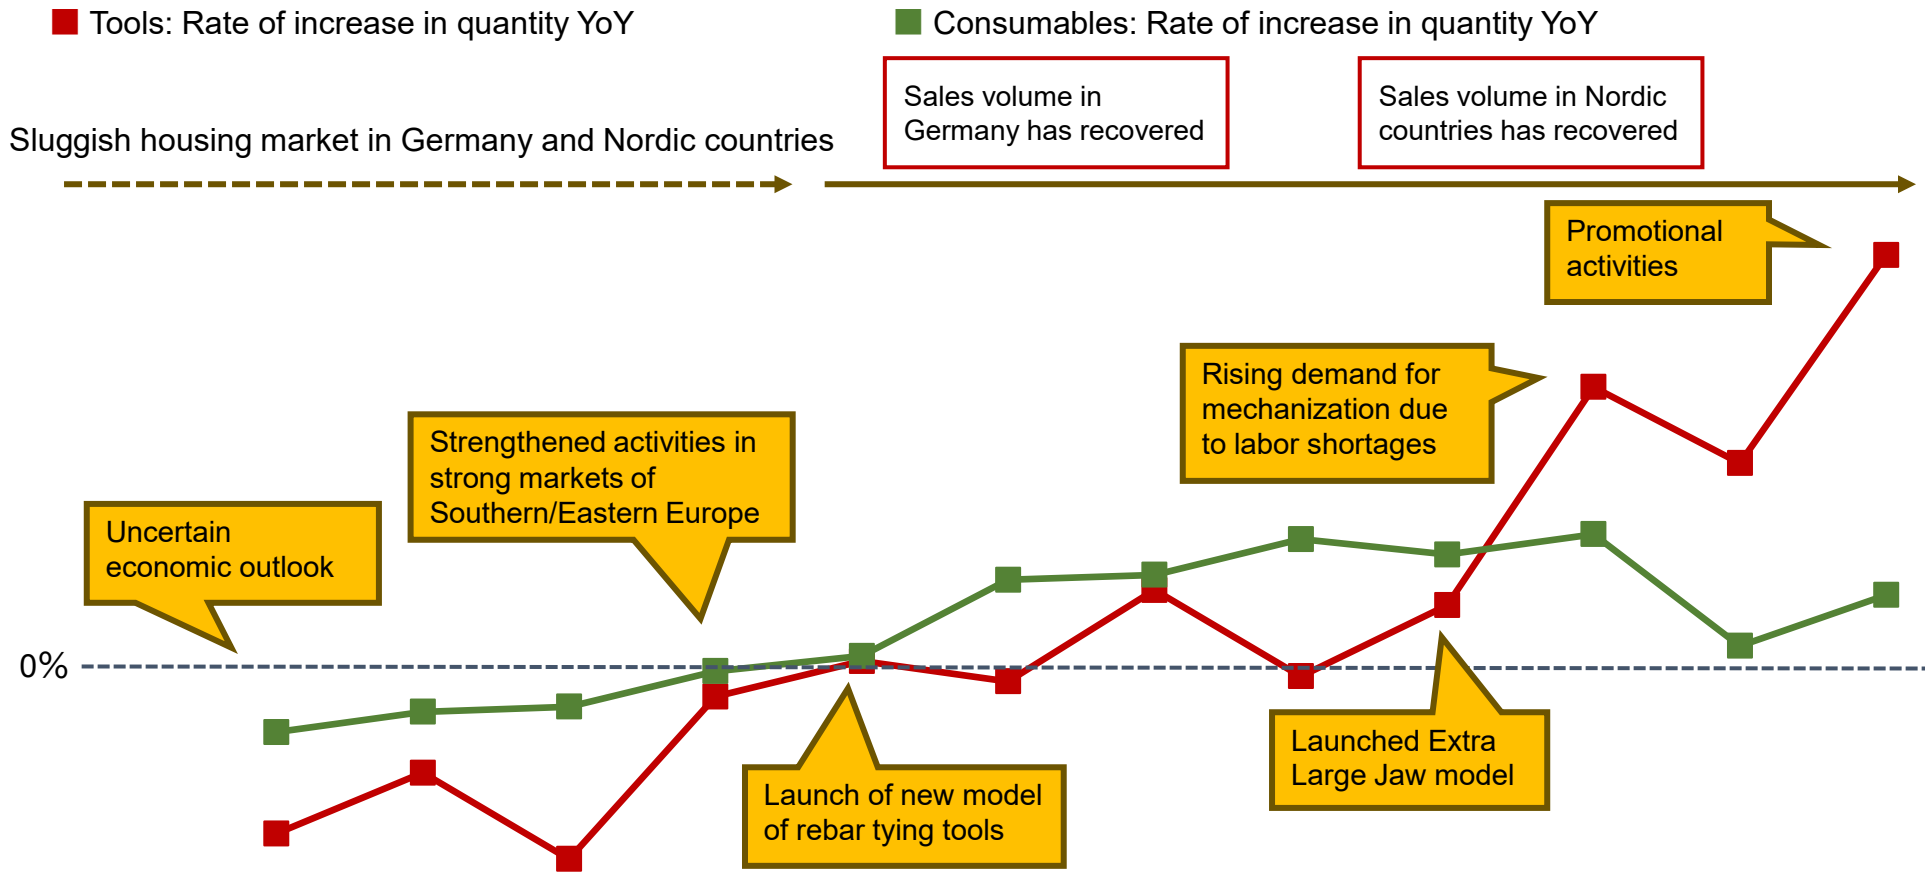 Tools: Rate of increase in quantity YoY
Consumables: Rate of increase in quantity YoY
Sales volume in
Germany has recovered
Sales volume in Nordic
countries has recovered
Sluggish housing market in Germany and Nordic countries
Promotional
activities
Rising demand for
mechanization due
to labor shortages
Strengthened activities in
strong markets of
Southern/Eastern Europe
Uncertain
economic outlook
0%
Launch of new model
of rebar tying tools
Launched Extra
Large Jaw model